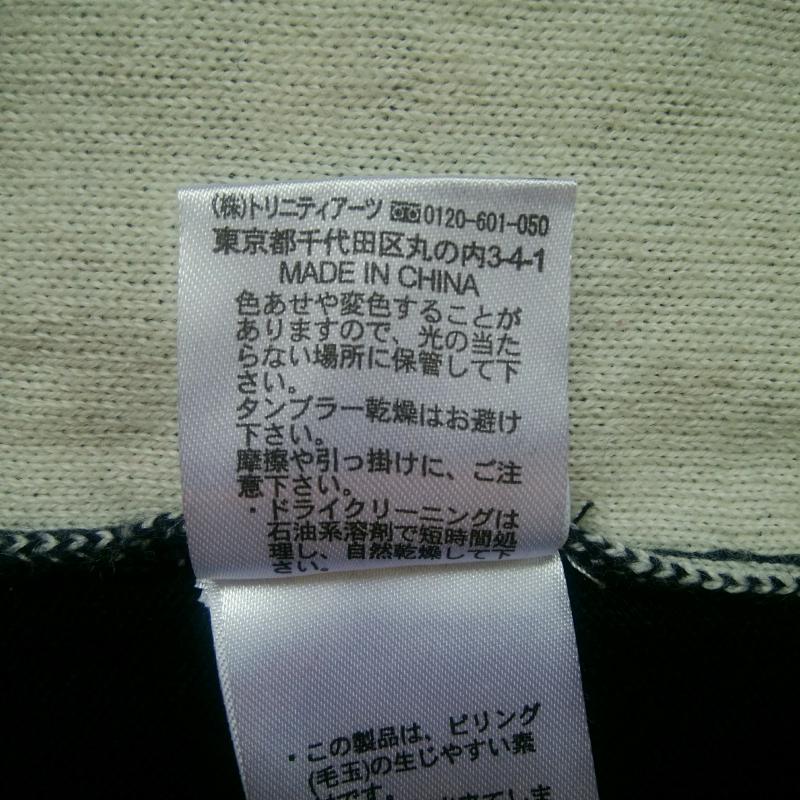 (株)トリニティアーツ 0120-601-050
東京都千代田区丸の内3-4-1
MADE IN CHINA
色あせや変色することが
ありますので、光の当た
らない場所に保管して下
さい。
タンブラー乾燥はお避け
下さい。
摩擦や引っ掛けに、ご注
意下さい。
・ドライクリーニングは
石油系溶剤で短時間処
理し、自然乾燥して下
さい。
・この製品は、ピリング
(毛玉)の生じやすい素